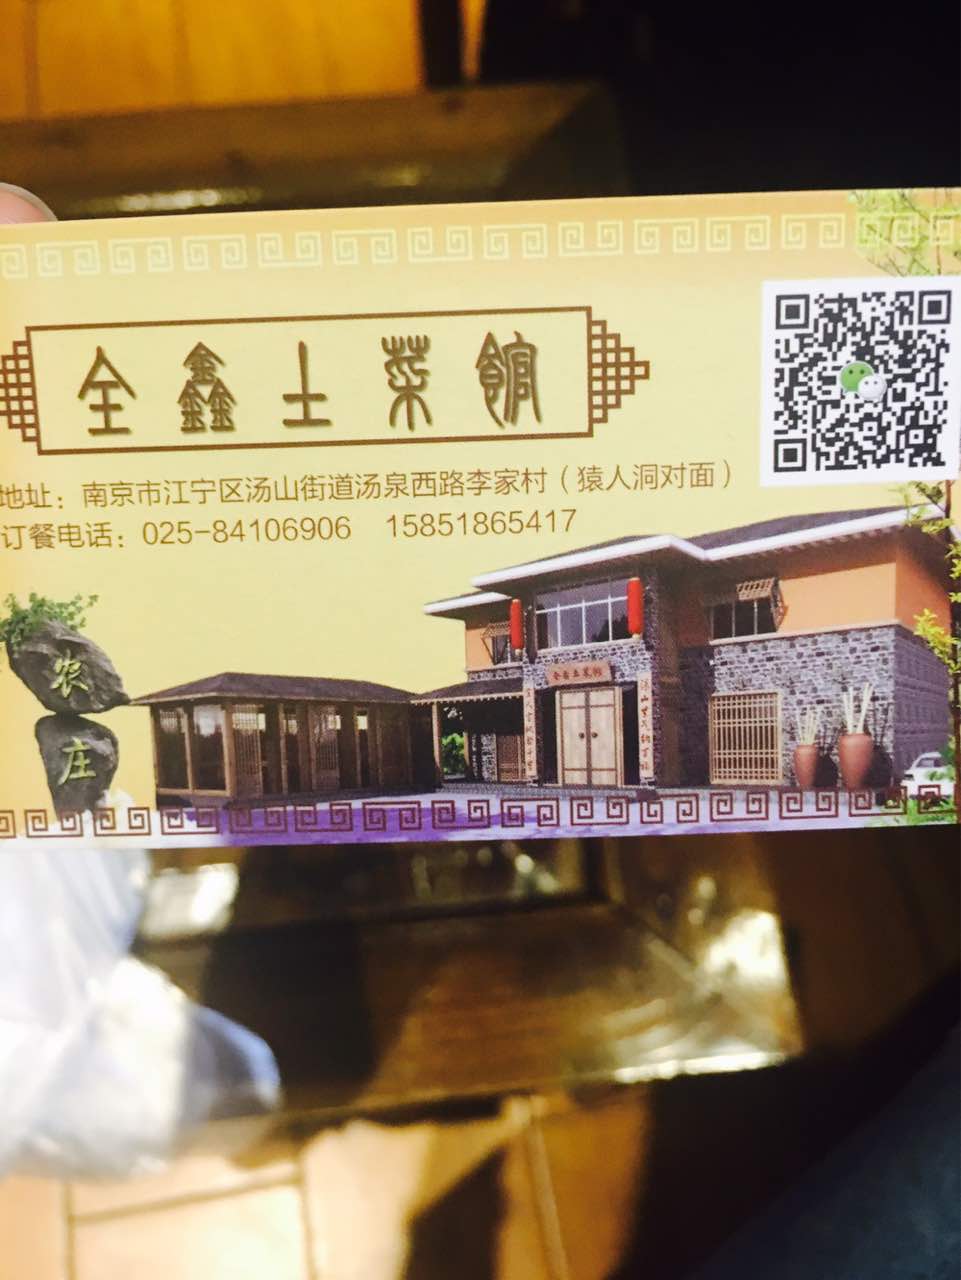 全鑫土菜館
地址：南京市江宁区汤山街道汤泉西路李家村（猿人洞对面）
订餐电话：025-84106906 15851865417
农
庄